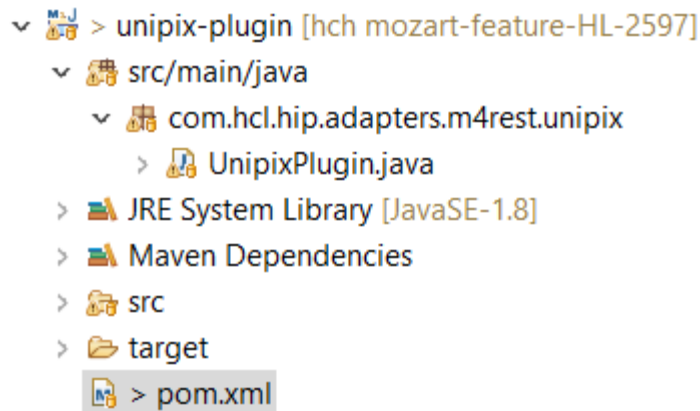 > unipix-plugin [hch mozart-feature-HL-2597]
src/main/java
com.hcl.hip.adapters.m4rest.unipix
UnipixPlugin.java
JRE System Library [JavaSE-1.8]
Maven Dependencies
src
target
> pom.xml